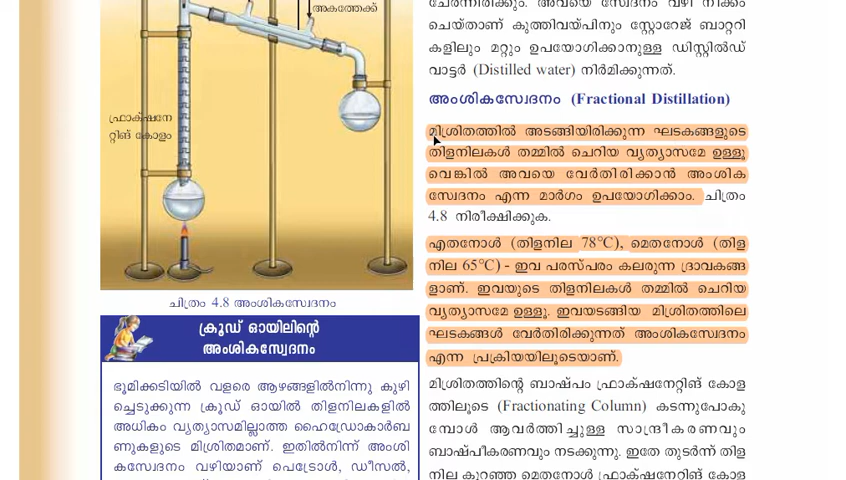 അകത്തേക്ക്
ഫ്രാക്ഷനേ
റ്റിങ് കോളം
ചിത്രം 4.8 അംശികസ്വേദനം
ക്രൂഡ് ഓയിലിന്റെ
അംശികസ്വേദനം
ഭൂമിക്കടിയിൽ വളരെ ആഴങ്ങളിൽനിന്നു കുഴി
ച്ചെടുക്കുന്ന ക്രൂഡ് ഓയിൽ തിളനിലകളിൽ
അധികം വ്യത്യാസമില്ലാത്ത ഹൈഡ്രോകാർബ
ണുകളുടെ മിശ്രിതമാണ്. ഇതിൽനിന്ന് അംശി
കസ്വേദനം വഴിയാണ് പെട്രോൾ, ഡീസൽ,
ചേർന്നിരിക്കും. അവയെ സ്വേദനം വഴി നീക്കം
ചെയ്താണ് കുത്തിവയ്പിനും സ്റ്റോറേജ് ബാറ്ററി
കളിലും മറ്റും ഉപയോഗിക്കാനുള്ള ഡിസ്റ്റിൽഡ്
വാട്ടർ (Distilled water) നിർമിക്കുന്നത്.
അംശികസ്വേദനം (Fractional Distillation)
മിശ്രിതത്തിൽ അടങ്ങിയിരിക്കുന്ന ഘടകങ്ങളുടെ
തിളനിലകൾ തമ്മിൽ ചെറിയ വ്യത്യാസമേ ഉള്ളൂ
വെങ്കിൽ അവയെ വേർതിരിക്കാൻ അംശിക
സ്വേദനം എന്ന മാർഗം ഉപയോഗിക്കാം. ചിത്രം
4.8 നിരീക്ഷിക്കുക.
എതനോൾ (തിളനില 78°C), മെതനോൾ (തിള
നില 65°C) - ഇവ പരസ്പരം കലരുന്ന ദ്രാവകങ്ങ
ളാണ്. ഇവയുടെ തിളനിലകൾ തമ്മിൽ ചെറിയ
വ്യത്യാസമേ ഉള്ളൂ. ഇവയടങ്ങിയ മിശ്രിതത്തിലെ
ഘടകങ്ങൾ വേർതിരിക്കുന്നത് അംശികസ്വേദനം
എന്ന പ്രക്രിയയിലൂടെയാണ്.
മിശ്രിതത്തിന്റെ ബാഷ്പം ഫ്രാക്ഷനേറ്റിങ് കോള
ത്തിലൂടെ (Fractionating Column) കടന്നുപോകു
മ്പോൾ ആവർത്തിച്ചുള്ള സാന്ദ്രീകരണവും
ബാഷ്പീകരണവും നടക്കുന്നു. ഇതേ തുടർന്ന് തിള
നില കുറഞ്ഞ മെതനോൾ ഫ്രാക്ഷനേറ്റിങ് കോള